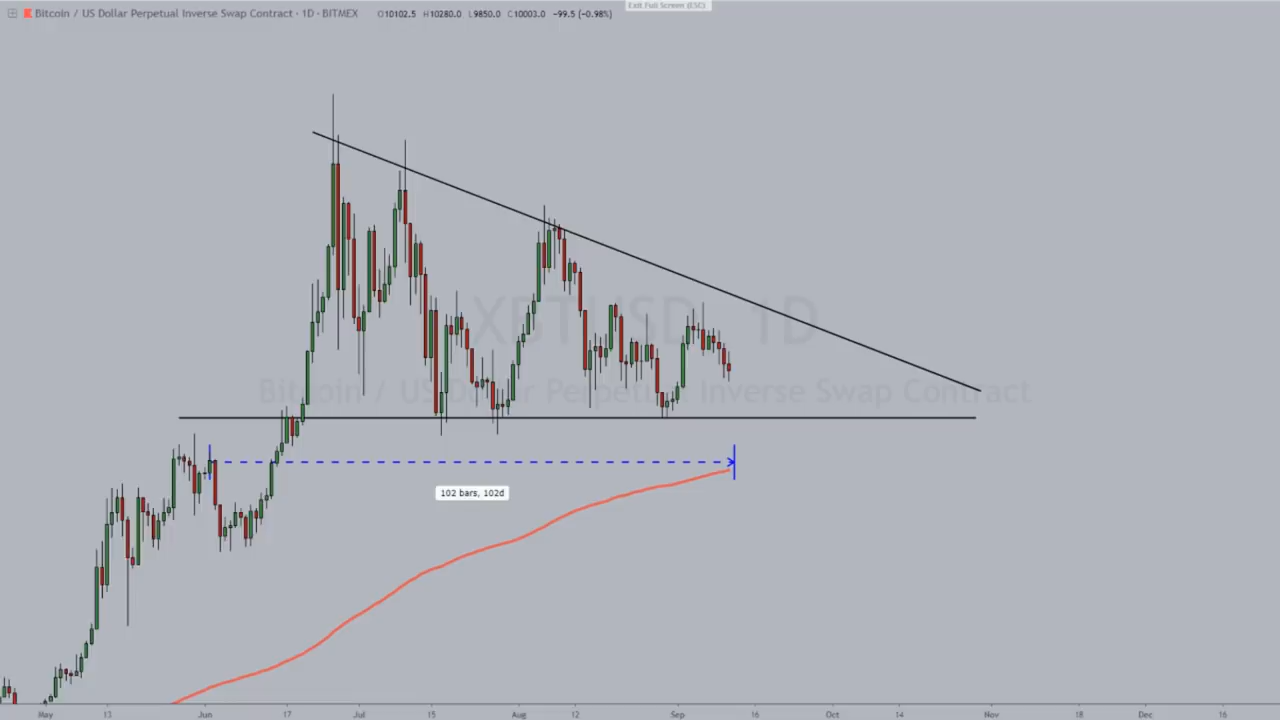 Exit Full Screen (ESC)
Bitcoin / US Dollar Perpetual Inverse Swap Contract · 1D · BITMEX O10102.5 H10280.0 L9850.0 C10003.0 −99.5 (−0.98%)
XBTUSD, 1D
Bitcoin / US Dollar Perpetual Inverse Swap Contract
102 bars, 102d
May 13 Jun 17 Jul 15 Aug 12 Sep 16 Oct 14 Nov 18 Dec 16